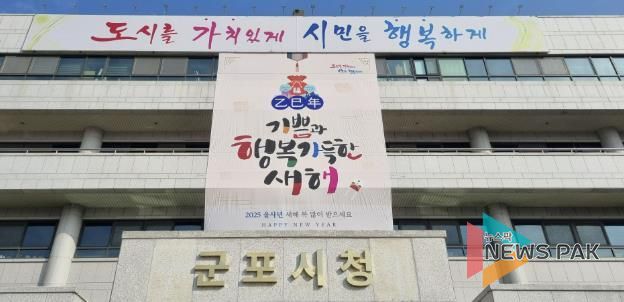 도시를 가치있게 시민을 행복하게
乙巳年
기쁨과
행복가득한
새해
2025 을사년 새해 복 많이 받으세요
HAPPY NEW YEAR
군포시청
뉴스팍
NEWS PAK